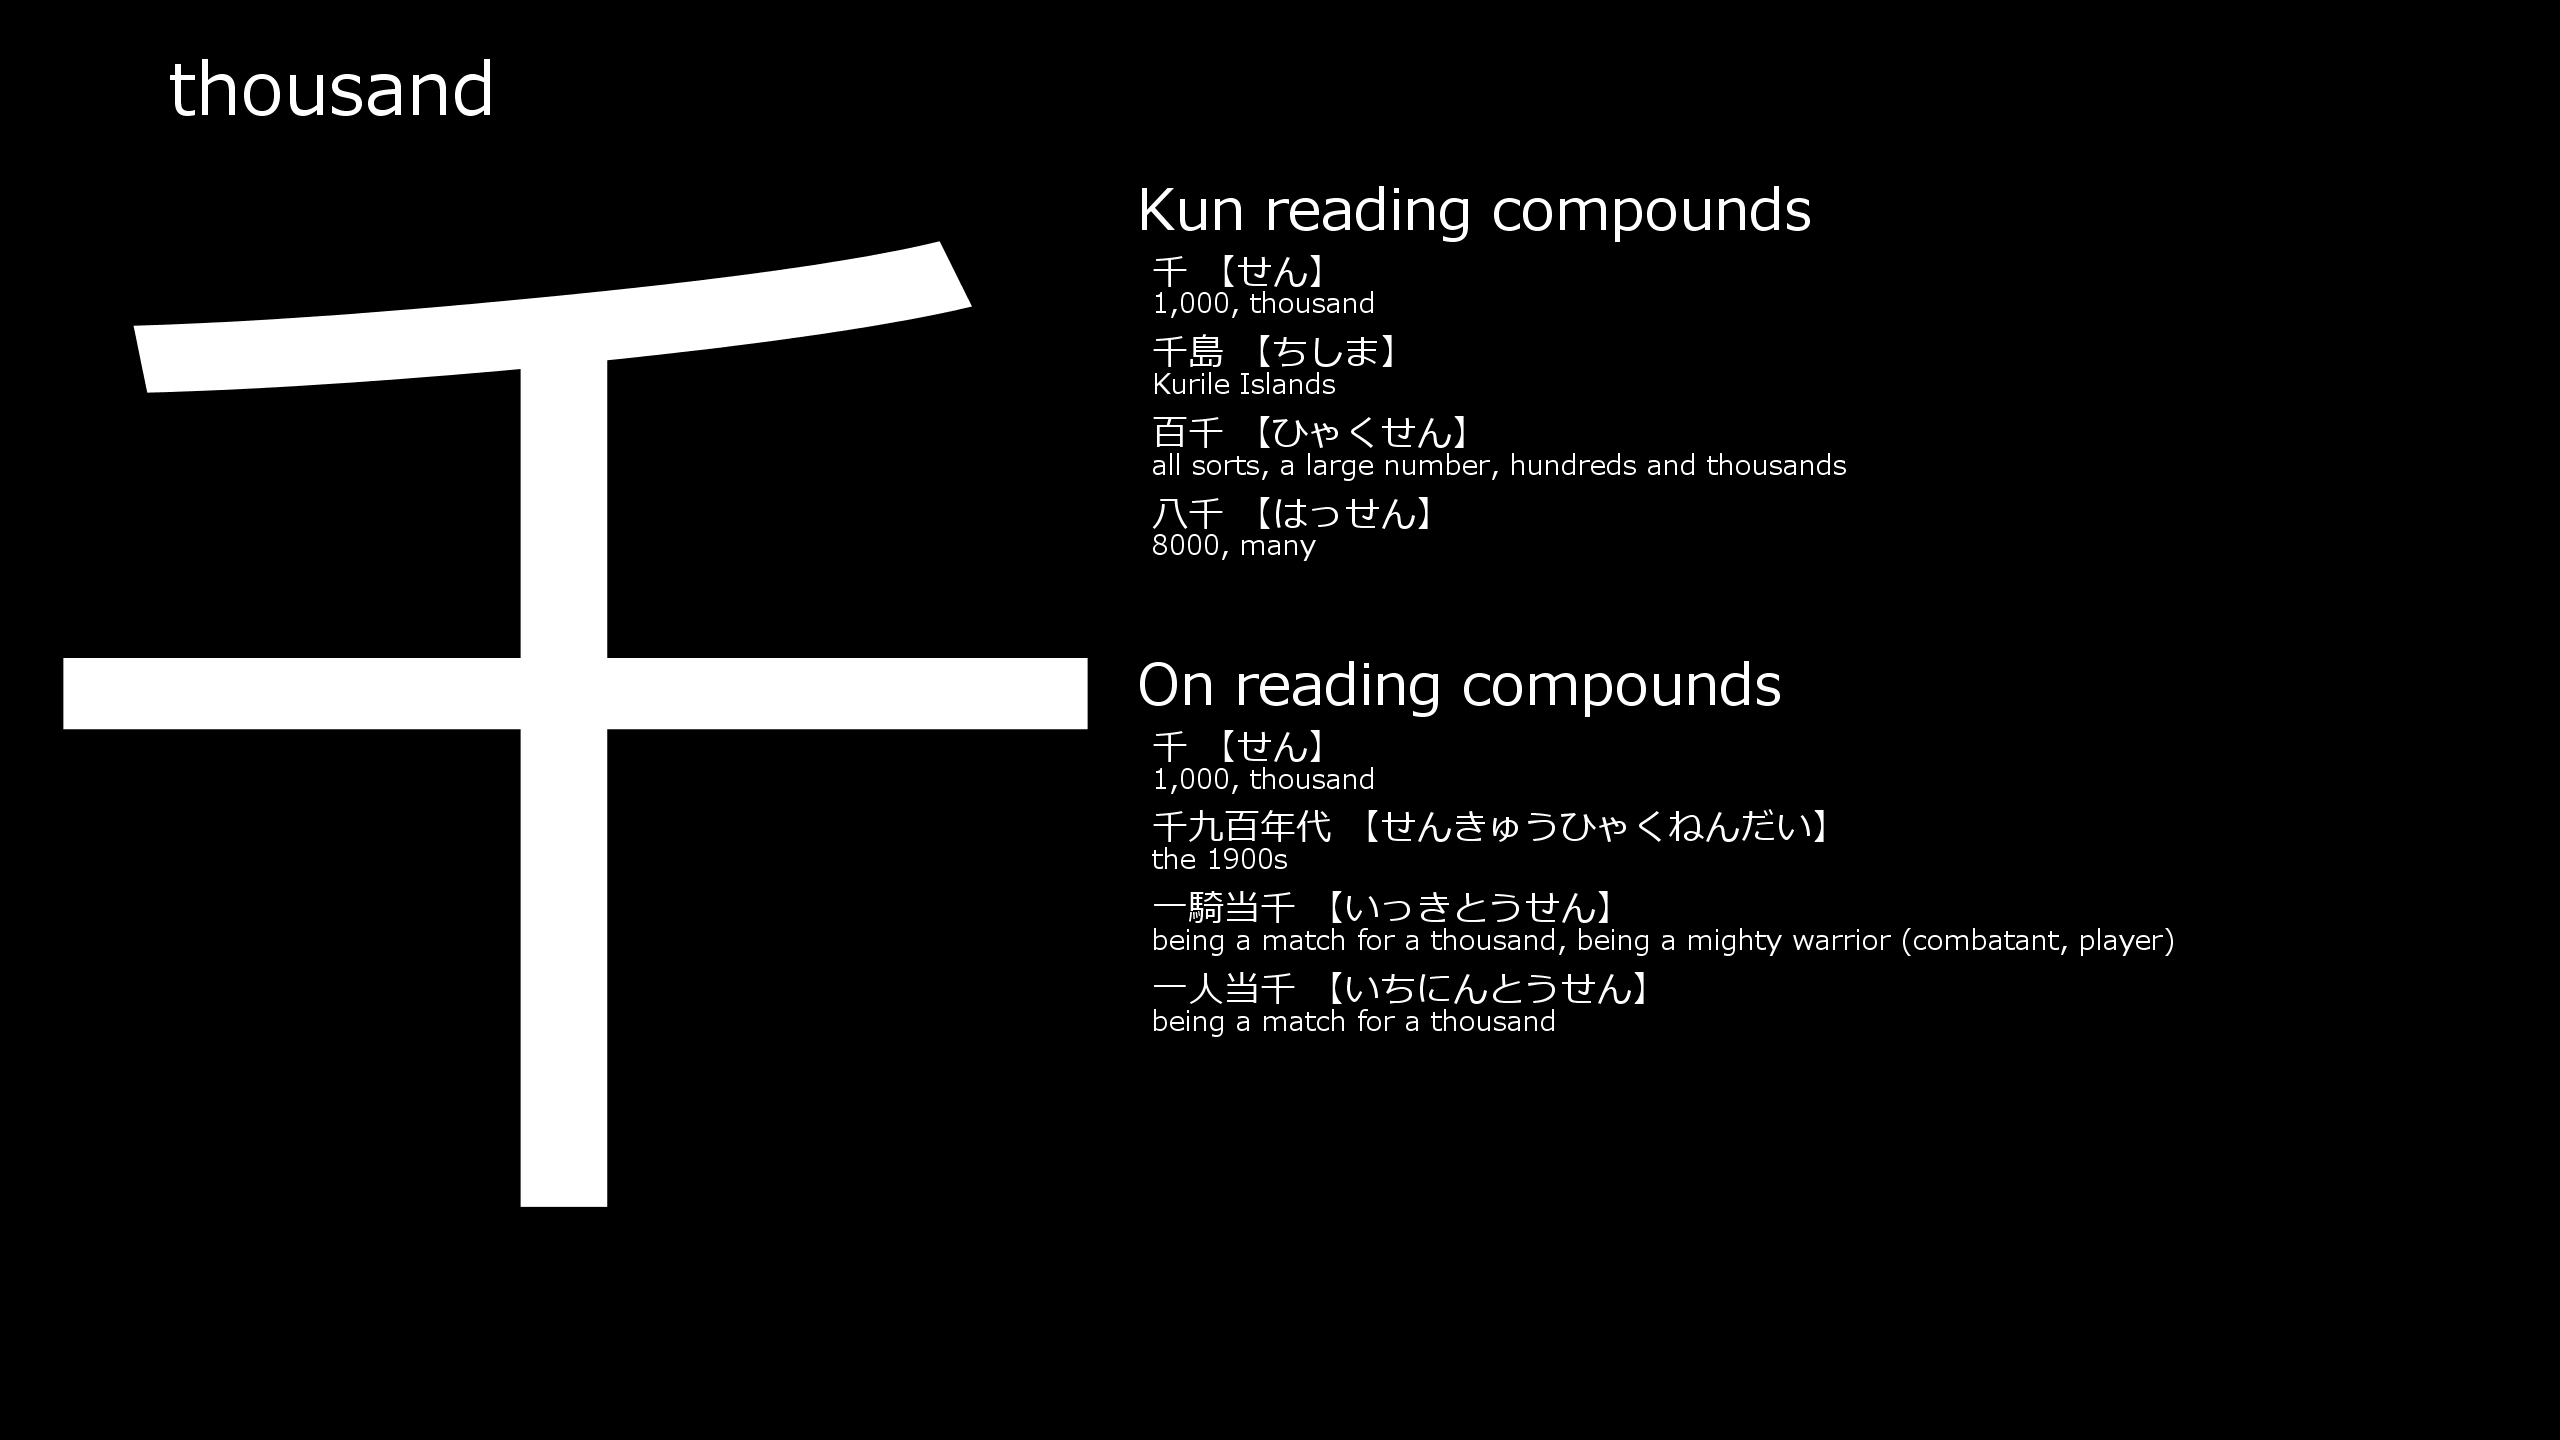 thousand
千
Kun reading compounds
千 【せん】
1,000, thousand
千島 【ちしま】
Kurile Islands
百千 【ひゃくせん】
all sorts, a large number, hundreds and thousands
八千 【はっせん】
8000, many
On reading compounds
千 【せん】
1,000, thousand
千九百年代 【せんきゅうひゃくねんだい】
the 1900s
一騎当千 【いっきとうせん】
being a match for a thousand, being a mighty warrior (combatant, player)
一人当千 【いちにんとうせん】
being a match for a thousand